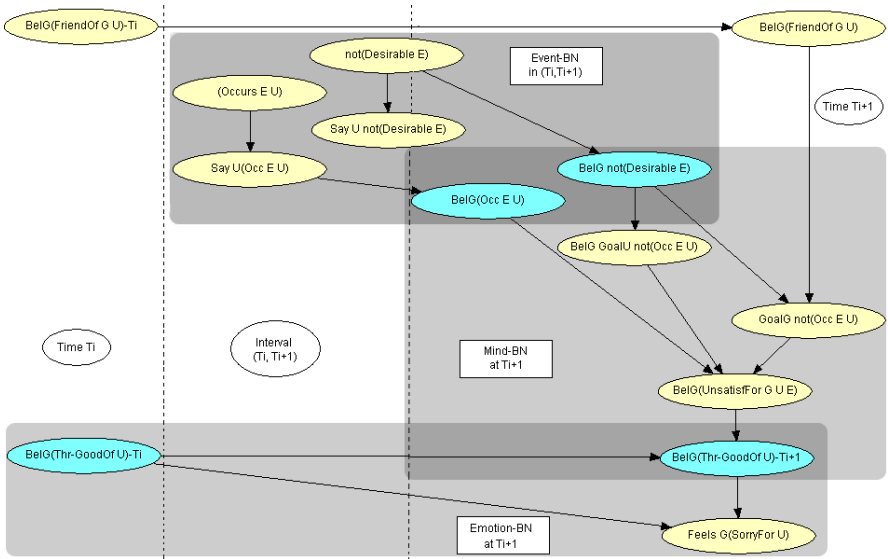 BelG(FriendOf G U)-Ti
BelG(FriendOf G U)
not(Desirable E)
Event-BN
in (Ti,Ti+1)
(Occurs E U)
Time Ti+1
Say U not(Desirable E)
Say U(Occ E U)
BelG not(Desirable E)
BelG(Occ E U)
BelG GoalU not(Occ E U)
GoalG not(Occ E U)
Time Ti
Interval
(Ti, Ti+1)
Mind-BN
at Ti+1
BelG(UnsatisfFor G U E)
BelG(Thr-GoodOf U)-Ti
BelG(Thr-GoodOf U)-Ti+1
Emotion-BN
at Ti+1
Feels G(SorryFor U)